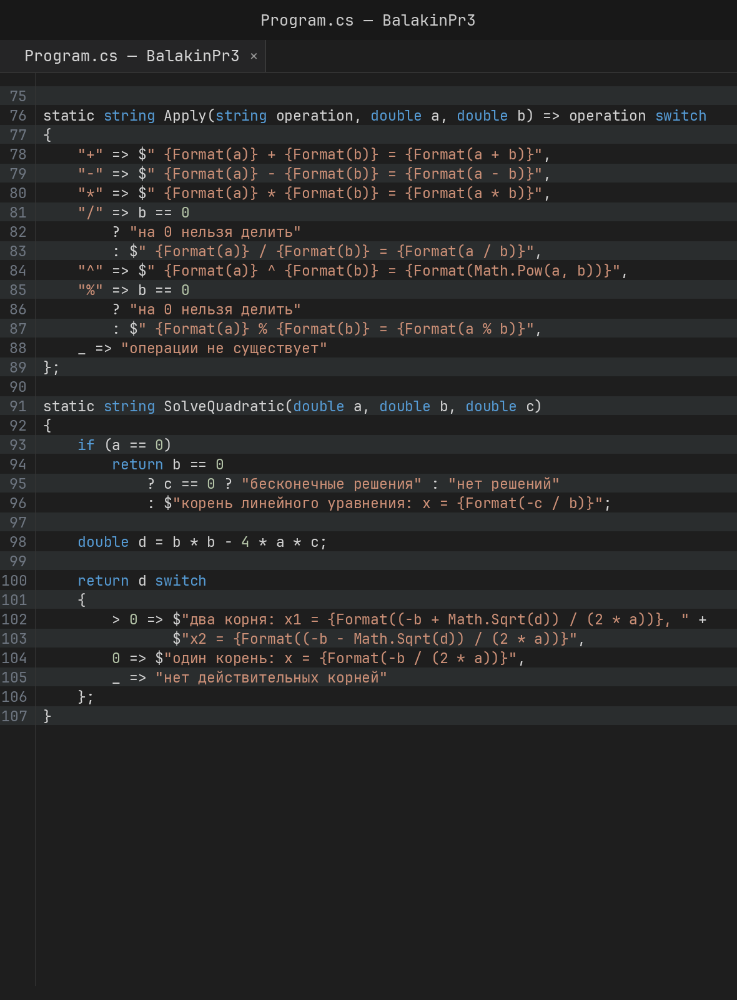 Program.cs — BalakinPr3
Program.cs — BalakinPr3 ×
75
76 static string Apply(string operation, double a, double b) => operation switch
77 {
78     "+" => $" {Format(a)} + {Format(b)} = {Format(a + b)}",
79     "-" => $" {Format(a)} - {Format(b)} = {Format(a - b)}",
80     "*" => $" {Format(a)} * {Format(b)} = {Format(a * b)}",
81     "/" => b == 0
82         ? "на 0 нельзя делить"
83         : $" {Format(a)} / {Format(b)} = {Format(a / b)}",
84     "^" => $" {Format(a)} ^ {Format(b)} = {Format(Math.Pow(a, b))}",
85     "%" => b == 0
86         ? "на 0 нельзя делить"
87         : $" {Format(a)} % {Format(b)} = {Format(a % b)}",
88     _ => "операции не существует"
89 };
90
91 static string SolveQuadratic(double a, double b, double c)
92 {
93     if (a == 0)
94         return b == 0
95             ? c == 0 ? "бесконечные решения" : "нет решений"
96             : $"корень линейного уравнения: x = {Format(-c / b)}";
97
98     double d = b * b - 4 * a * c;
99
100     return d switch
101     {
102         > 0 => $"два корня: x1 = {Format((-b + Math.Sqrt(d)) / (2 * a))}, " +
103                $"x2 = {Format((-b - Math.Sqrt(d)) / (2 * a))}",
104         0 => $"один корень: x = {Format(-b / (2 * a))}",
105         _ => "нет действительных корней"
106     };
107 }